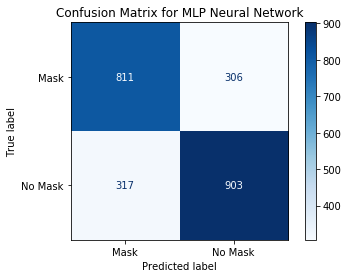 Confusion Matrix for MLP Neural Network
Mask
811
306
No Mask
317
903
Mask
No Mask
True label
Predicted label
900
800
700
600
500
400